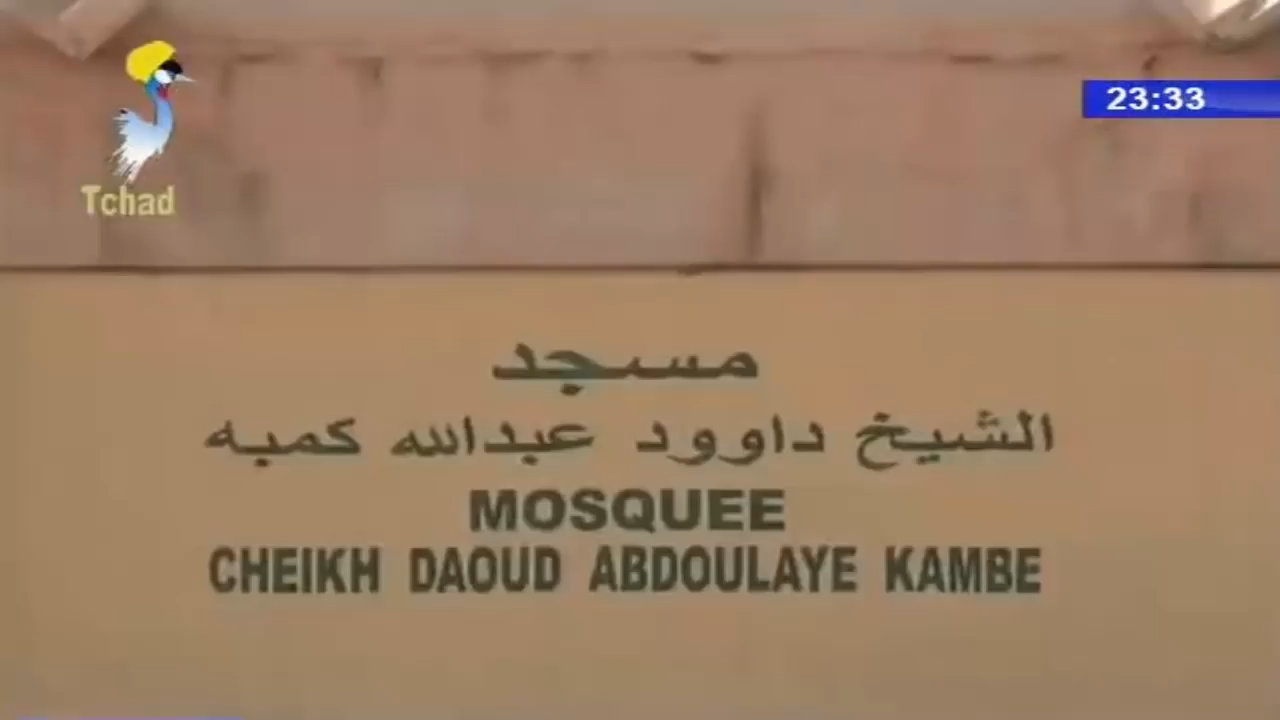 Tchad
23:33
مسجد
الشيخ داوود عبدالله كمبه
MOSQUEE
CHEIKH DAOUD ABDOULAYE KAMBE